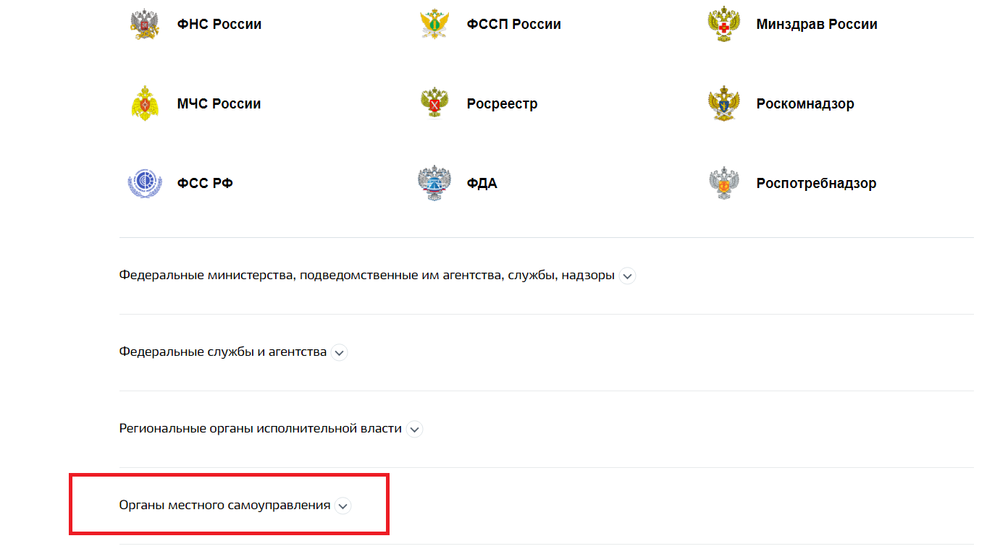 ФНС России
ФССП России
Минздрав России
МЧС России
Росреестр
Роскомнадзор
ФСС РФ
ФДА
Роспотребнадзор
Федеральные министерства, подведомственные им агентства, службы, надзоры
Федеральные службы и агентства
Региональные органы исполнительной власти
Органы местного самоуправления